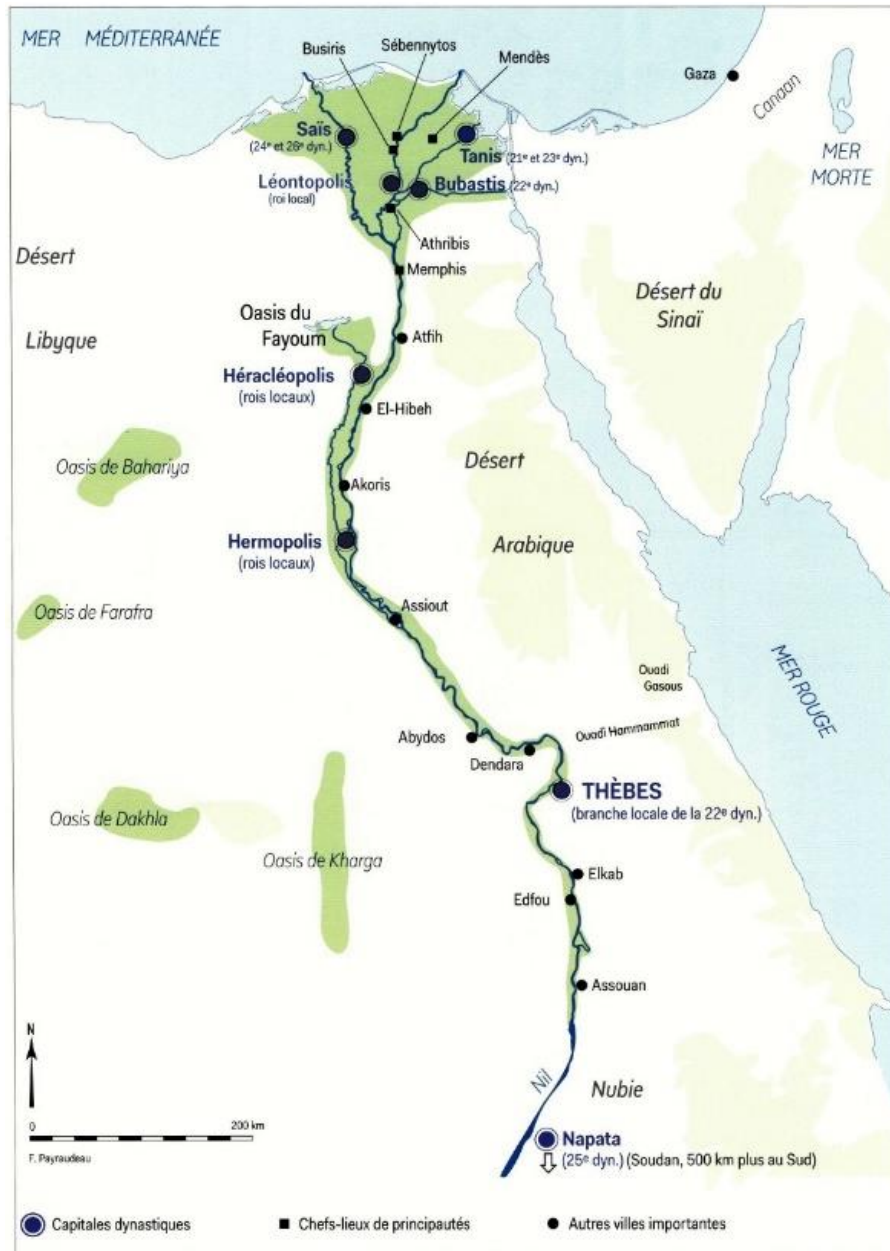 MER MÉDITERRANÉE
Busiris
Sébennytos
Mendès
Gaza
Canaan
MER
MORTE
Saïs
(24e et 26e dyn.)
Tanis (21e et 23e dyn.)
Léontopolis
(roi local)
Bubastis (22e dyn.)
Athribis
Memphis
Désert
Libyque
Désert du
Sinaï
Oasis du
Fayoum
Atfih
Héracléopolis
(rois locaux)
El-Hibeh
Oasis de Bahariya
Désert
Arabique
Akoris
Hermopolis
(rois locaux)
Oasis de Farafra
Assiout
MER ROUGE
Ouadi
Gasous
Ouadi Hammammat
Abydos
Dendara
THÈBES
(branche locale de la 22e dyn.)
Oasis de Dakhla
Oasis de Kharga
Elkab
Edfou
Assouan
N
Nil
Nubie
0 200 km
F. Payraudeau
Napata
(25e dyn.) (Soudan, 500 km plus au Sud)
Capitales dynastiques
Chefs-lieux de principautés
Autres villes importantes